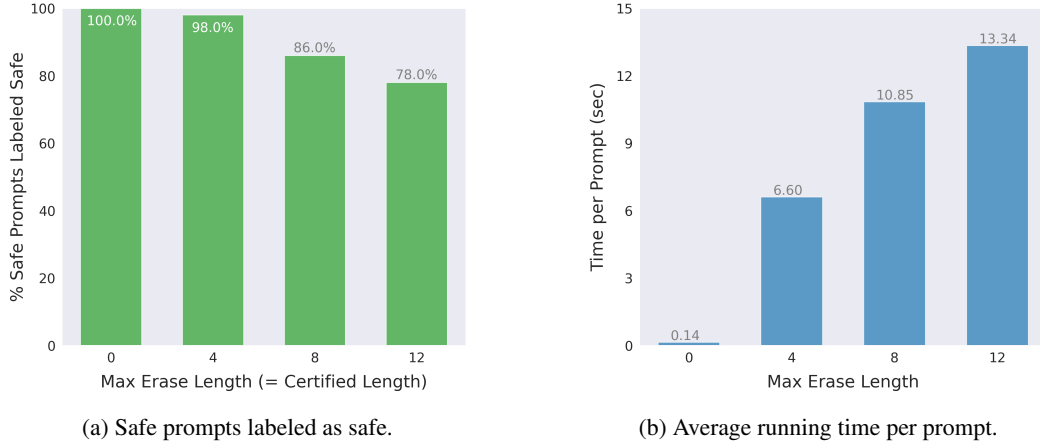 100
80
60
40
20
0
% Safe Prompts Labeled Safe
100.0%
98.0%
86.0%
78.0%
0 4 8 12
Max Erase Length (= Certified Length)
(a) Safe prompts labeled as safe.
15
12
9
6
3
0
Time per Prompt (sec)
0.14
6.60
10.85
13.34
0 4 8 12
Max Erase Length
(b) Average running time per prompt.